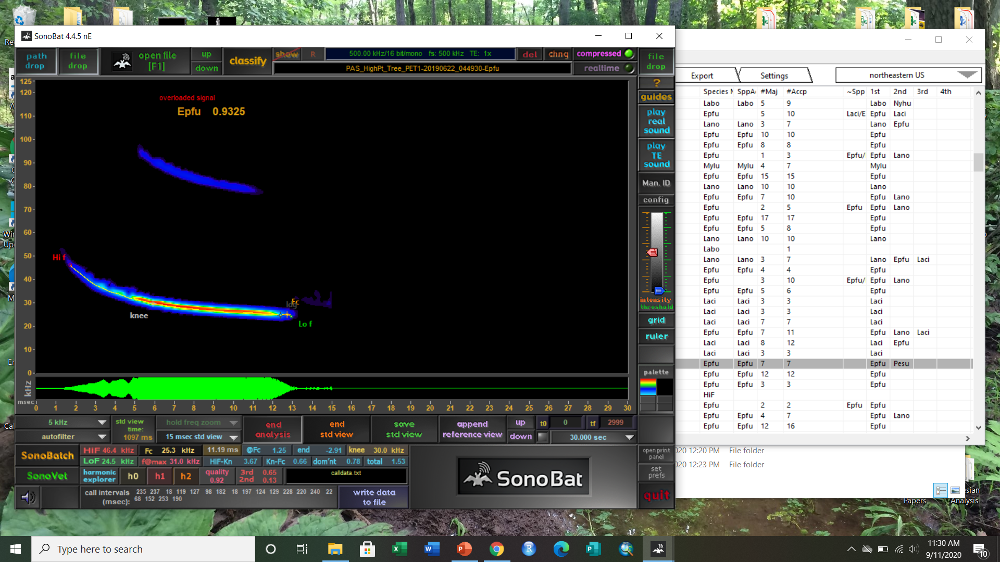 SonoBat 4.4.5 nE
path drop
file drop
open file [F1]
up
down
classify
show
R
500.00 kHz/16 bit/mono fs: 500 kHz TE: 1x
del
chng
compressed
PAS_HighPt_Tree_PET1-20190622_044930-Epfu
realtime
file drop
?
guides
play real sound
play TE sound
Man. ID
config
intensity
threshold
grid
ruler
palette
125
120
110
100
90
80
70
60
50
40
30
20
10
0
kHz
overloaded signal
Epfu 0.9325
Hi f
knee
Fc
Lo f
msec
0 1 2 3 4 5 6 7 8 9 10 11 12 13 14 15 16 17 18 19 20 21 22 23 24 25 26 27 28 29 30
5 kHz
autofilter
std view time: 1097 ms
hold freq zoom
15 msec std view
end analysis
end std view
save std view
append reference view
up
down
t0 0 tf 2999
30.000 sec
SonoBatch
SonoVet
HiF 46.4 kHz Fc 25.3 kHz 11.19 ms @Fc 1.25 end -2.91 knee 30.0 kHz
LoF 24.5 kHz f@max 31.0 kHz HiF-Kn 3.67 Kn-Fc 0.66 dom'nt 0.78 total 1.53
harmonic explorer
h0 h1 h2
quality 0.92
3rd 0.65
2nd 0.13
calldata.txt
call intervals (msec):
235 237 18 119 127 98 182 18 197 124 129 228 220 240 22
68 152 253 190
write data to file
SonoBat
open print panel
set prefs
quit
Export
Settings
northeastern US
Species SppA #Maj #Accp ~Spp 1st 2nd 3rd 4th
Labo Labo 5 9 Labo Nyhu
Epfu 5 10 Laci/E Epfu Laci
Lano Lano 3 7 Lano Epfu
Epfu Epfu 10 10 Epfu
Epfu Epfu 8 8 Epfu
Epfu 1 3 Epfu/ Epfu Lano
Mylu Mylu 4 7 Mylu
Epfu Epfu 15 15 Epfu
Lano Lano 10 10 Lano
Epfu Epfu 7 10 Epfu Lano
Epfu 2 5 Epfu Epfu Lano
Epfu Epfu 17 17 Epfu
Epfu Epfu 5 8 Epfu
Lano Lano 10 10 Lano
Labo 1
Lano Lano 3 7 Lano Epfu Laci
Epfu Epfu 4 4 Epfu
Epfu 3 10 Epfu/ Epfu Lano
Epfu Epfu 5 6 Epfu
Laci Laci 3 3 Laci
Laci Laci 3 3 Laci
Laci Laci 7 7 Laci
Epfu Epfu 7 11 Epfu Lano Laci
Laci Laci 8 12 Laci Epfu
Laci Laci 3 3 Laci
Epfu Epfu 7 7 Epfu Pesu
Epfu Epfu 12 12 Epfu
Epfu Epfu 3 3 Epfu
HiF
Epfu 2 2 Epfu Epfu
Epfu Epfu 4 7 Epfu Lano
Epfu Epfu 12 16 Epfu
020 12:20 PM File folder
020 12:23 PM File folder
Papers
Analysis
Type here to search
11:30 AM
9/11/2020
10